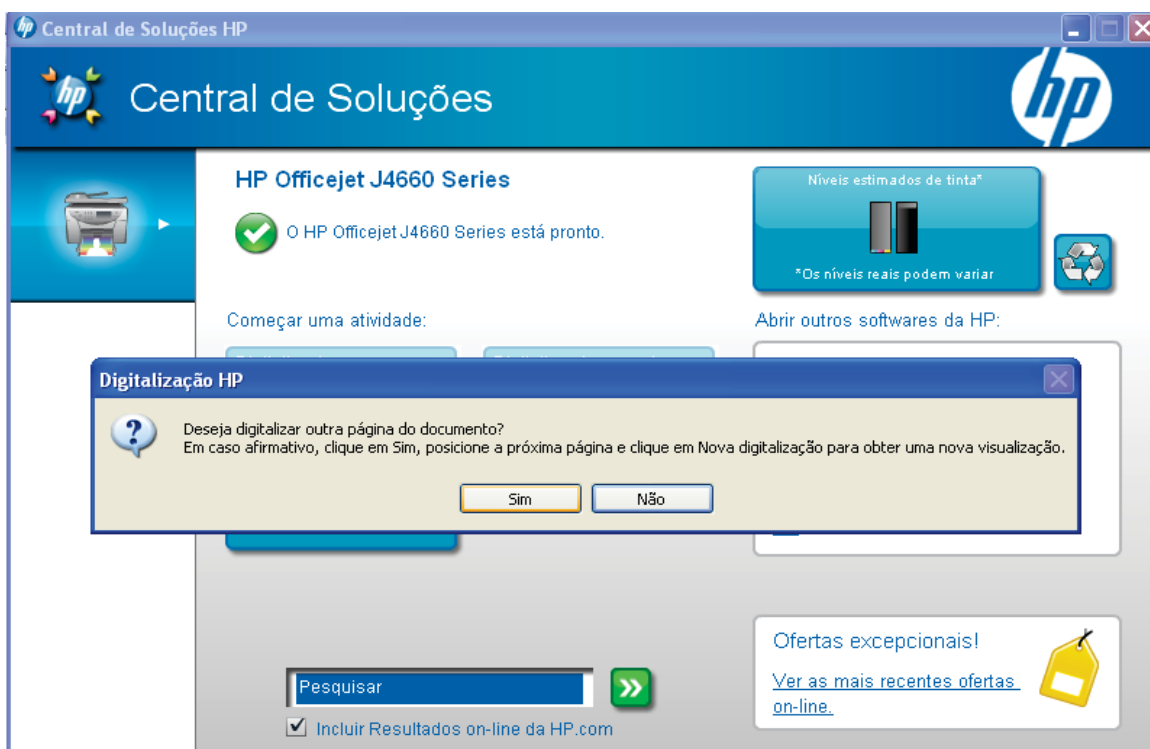 Central de Soluções HP
hp
Central de Soluções
hp
HP Officejet J4660 Series
O HP Officejet J4660 Series está pronto.
Níveis estimados de tinta*
*Os níveis reais podem variar
Começar uma atividade:
Abrir outros softwares da HP:
Digitalização HP
Deseja digitalizar outra página do documento?
Em caso afirmativo, clique em Sim, posicione a próxima página e clique em Nova digitalização para obter uma nova visualização.
Sim
Não
Pesquisar
Incluir Resultados on-line da HP.com
Ofertas excepcionais!
Ver as mais recentes ofertas
on-line.